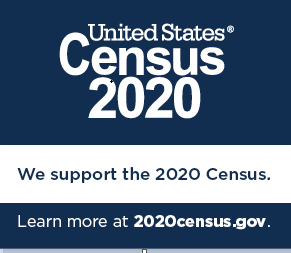 United States®
Census
2020
We support the 2020 Census.
Learn more at 2020census.gov.